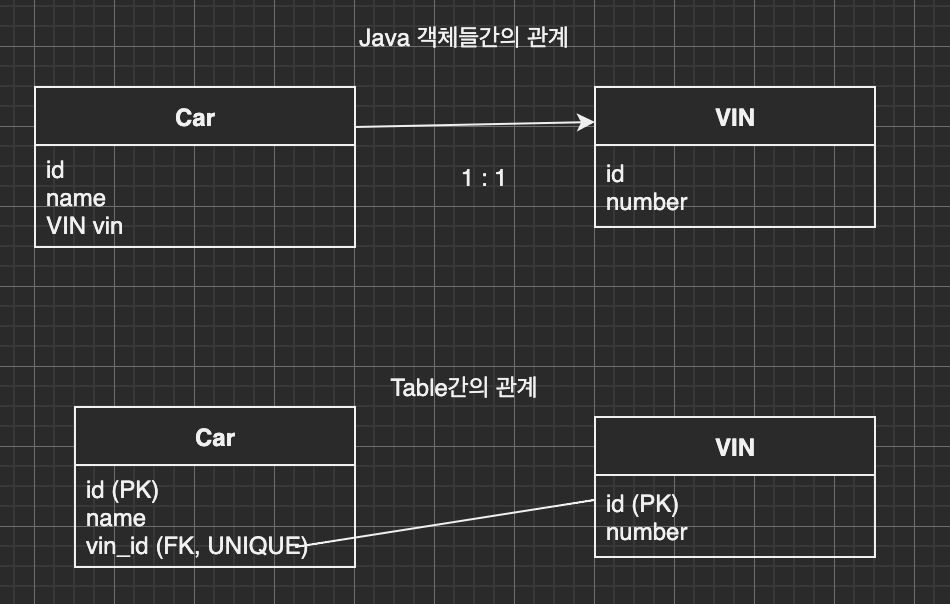 Java 객체들간의 관계
Car
id
name
VIN vin
1 : 1
VIN
id
number
Table간의 관계
Car
id (PK)
name
vin_id (FK, UNIQUE)
VIN
id (PK)
number